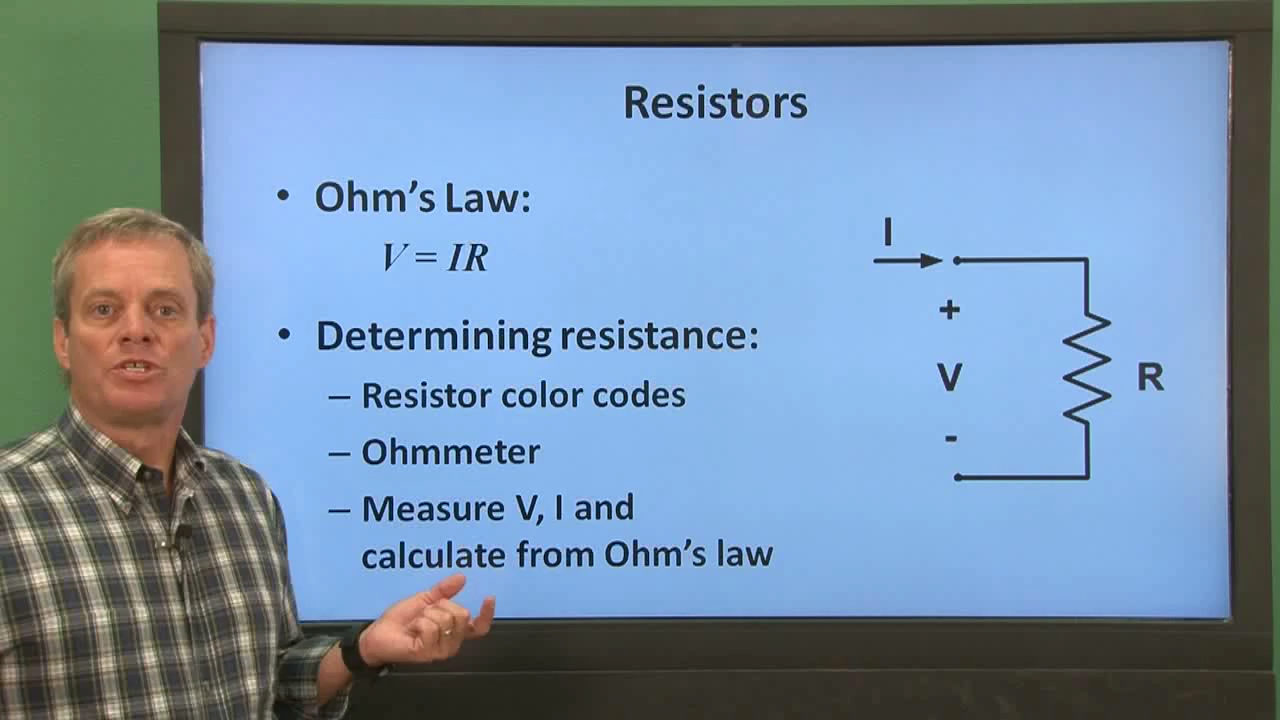 Resistors
• Ohm's Law:
V = IR
• Determining resistance:
– Resistor color codes
– Ohmmeter
– Measure V, I and
calculate from Ohm's law
I
+
V
-
R